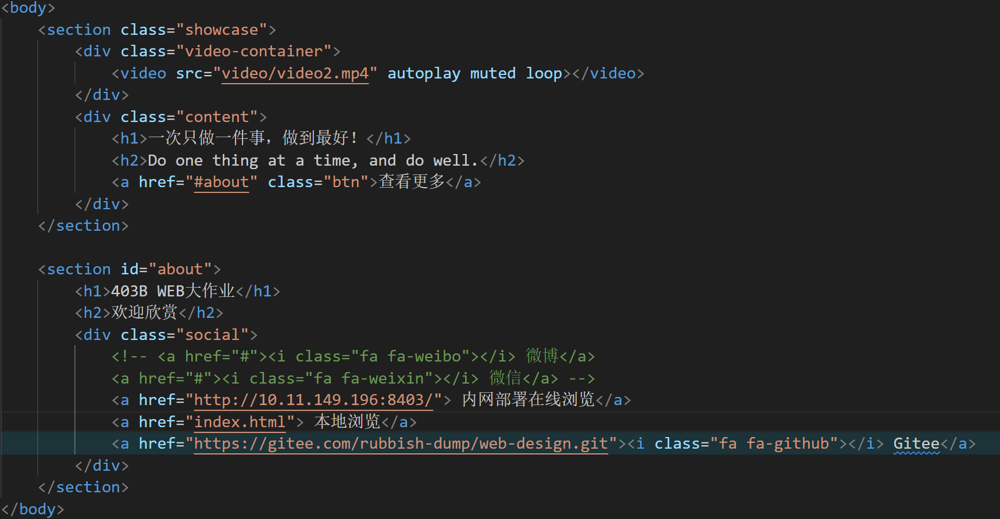 <body>
<section class="showcase">
<div class="video-container">
<video src="video/video2.mp4" autoplay muted loop></video>
</div>
<div class="content">
<h1>一次只做一件事，做到最好！</h1>
<h2>Do one thing at a time, and do well.</h2>
<a href="#about" class="btn">查看更多</a>
</div>
</section>
<section id="about">
<h1>403B WEB大作业</h1>
<h2>欢迎欣赏</h2>
<div class="social">
<!-- <a href="#"><i class="fa fa-weibo"></i> 微博</a>
<a href="#"><i class="fa fa-weixin"></i> 微信</a> -->
<a href="http://10.11.149.196:8403/"> 内网部署在线浏览</a>
<a href="index.html"> 本地浏览</a>
<a href="https://gitee.com/rubbish-dump/web-design.git"><i class="fa fa-github"></i> Gitee</a>
</div>
</section>
</body>